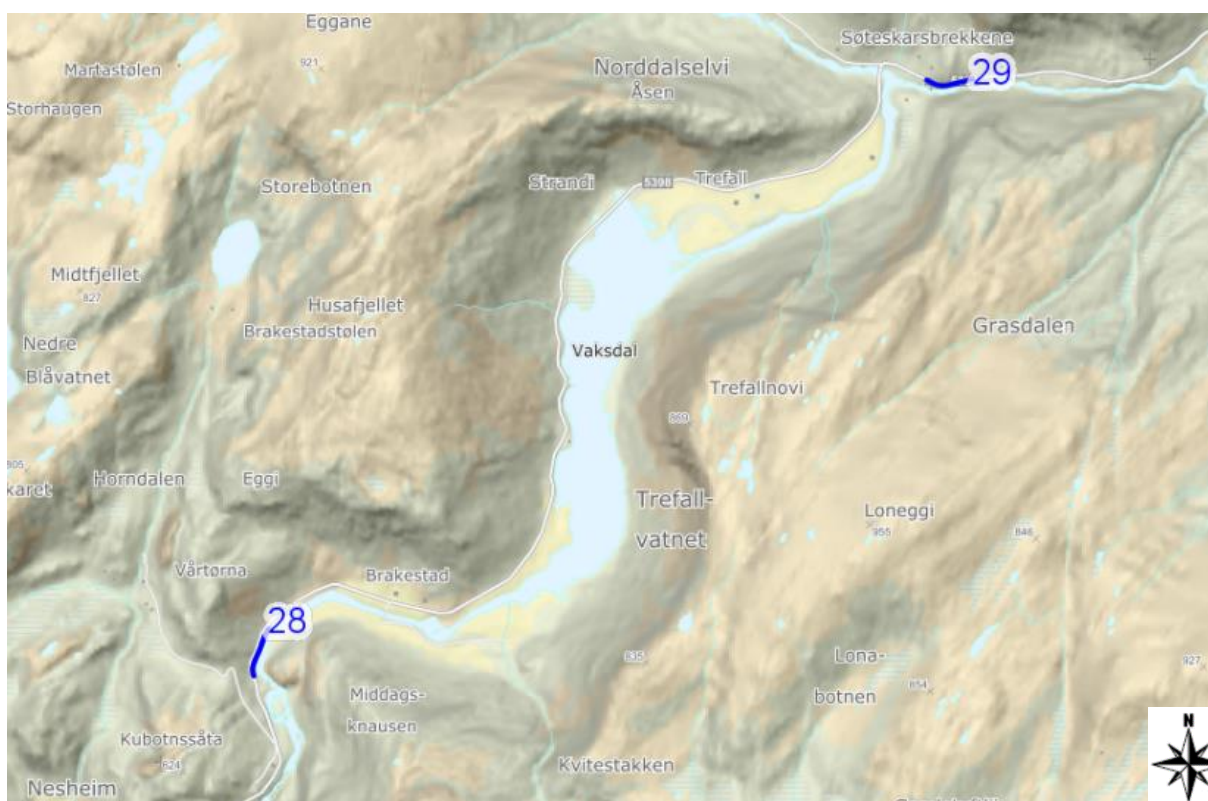 Eggane
921
Martastølen
Storhaugen
Norddalselvi
Åsen
Søteskarsbrekkene
29
Storebotnen
Strandi
5398
Trefall
Midtfjellet
827
Husafjellet
Brakestadstølen
Nedre
Blåvatnet
Vaksdal
Grasdalen
Trefallnovi
869
805
karet
Horndalen
Eggi
Trefall-
vatnet
Loneggi
955
846
Vårtørna
Brakestad
28
835
Lona-
botnen
854
927
Middags-
knausen
Kubotnssåta
824
Kvitestakken
Nesheim
N